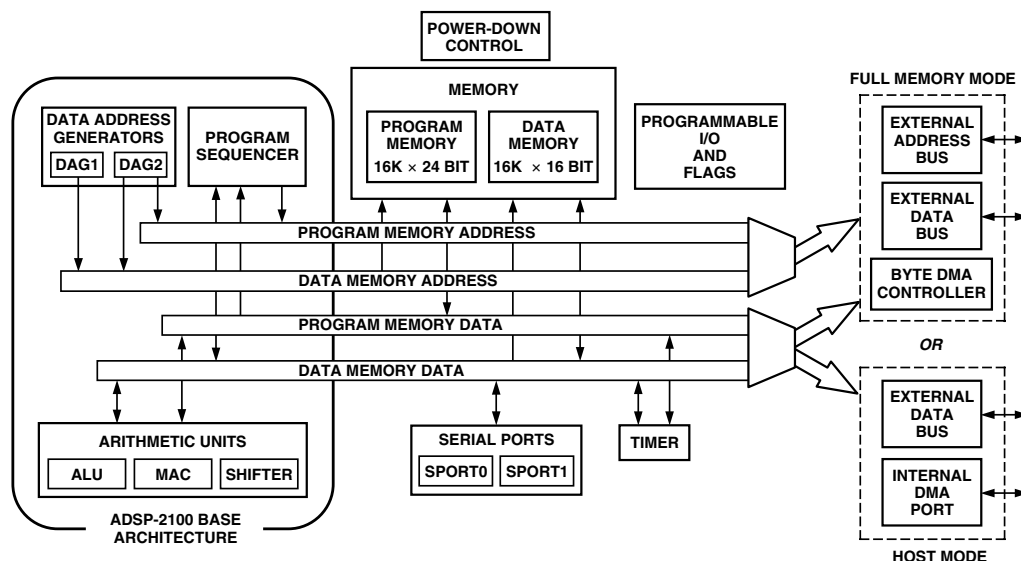 POWER-DOWN
CONTROL
FULL MEMORY MODE
MEMORY
PROGRAM
MEMORY
16K × 24 BIT
DATA
MEMORY
16K × 16 BIT
PROGRAMMABLE
I/O
AND
FLAGS
DATA ADDRESS
GENERATORS
DAG1
DAG2
PROGRAM
SEQUENCER
EXTERNAL
ADDRESS
BUS
EXTERNAL
DATA
BUS
BYTE DMA
CONTROLLER
PROGRAM MEMORY ADDRESS
DATA MEMORY ADDRESS
PROGRAM MEMORY DATA
DATA MEMORY DATA
OR
ARITHMETIC UNITS
ALU
MAC
SHIFTER
SERIAL PORTS
SPORT0
SPORT1
TIMER
EXTERNAL
DATA
BUS
INTERNAL
DMA
PORT
ADSP-2100 BASE
ARCHITECTURE
HOST MODE